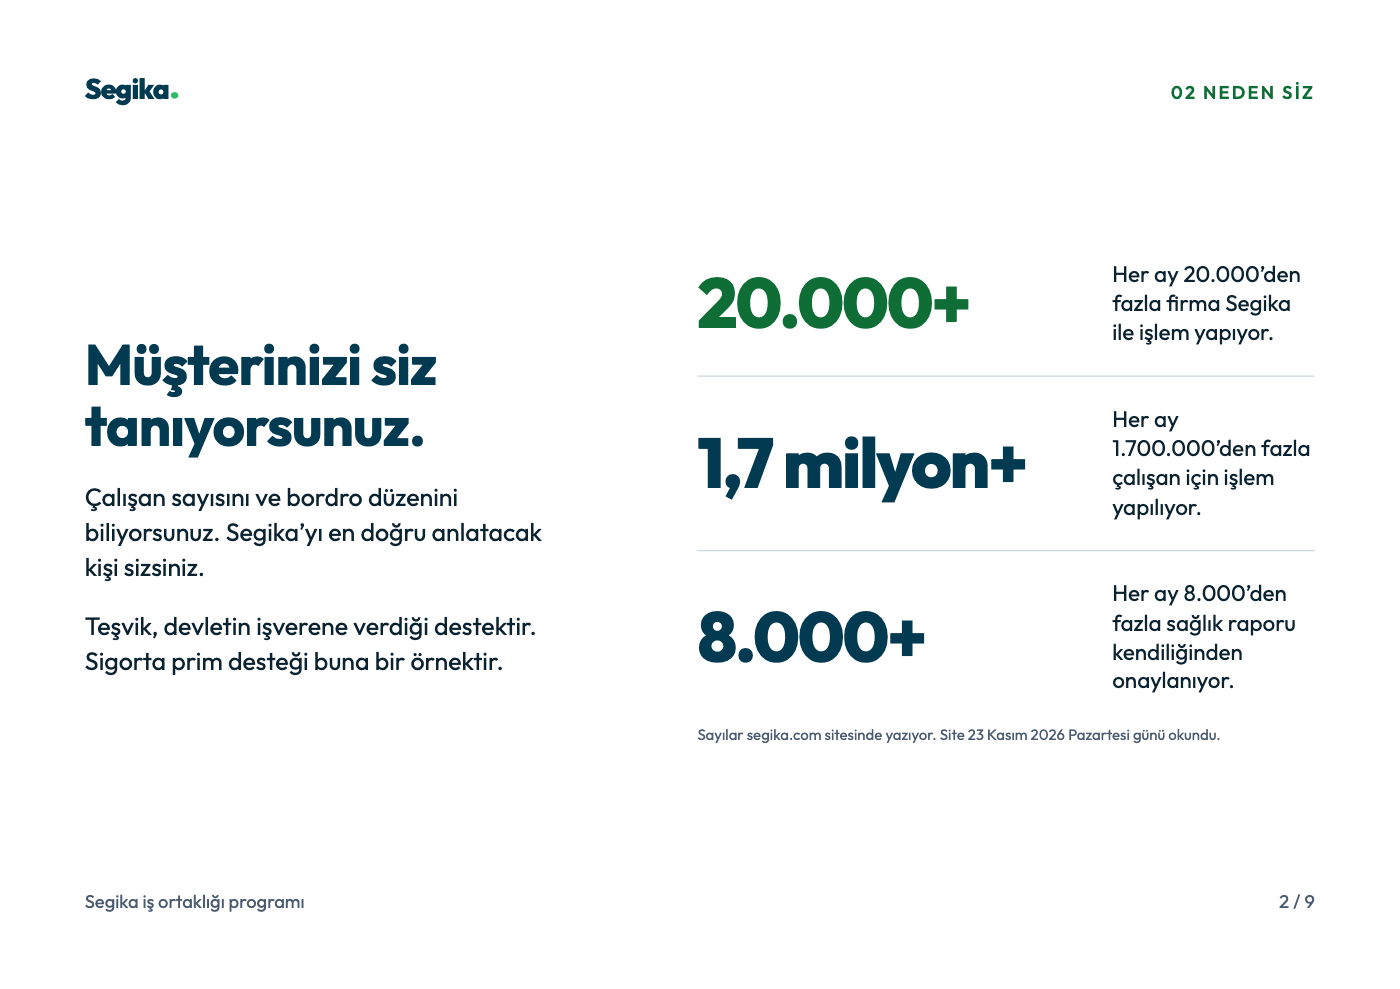 Segika.
02 NEDEN SİZ
Müşterinizi siz
tanıyorsunuz.
Çalışan sayısını ve bordro düzenini
biliyorsunuz. Segika’yı en doğru anlatacak
kişi sizsiniz.
Teşvik, devletin işverene verdiği destektir.
Sigorta prim desteği buna bir örnektir.
20.000+
Her ay 20.000’den
fazla firma Segika
ile işlem yapıyor.
1,7 milyon+
Her ay
1.700.000’den fazla
çalışan için işlem
yapılıyor.
8.000+
Her ay 8.000’den
fazla sağlık raporu
kendiliğinden
onaylanıyor.
Sayılar segika.com sitesinde yazıyor. Site 23 Kasım 2026 Pazartesi günü okundu.
Segika iş ortaklığı programı
2 / 9